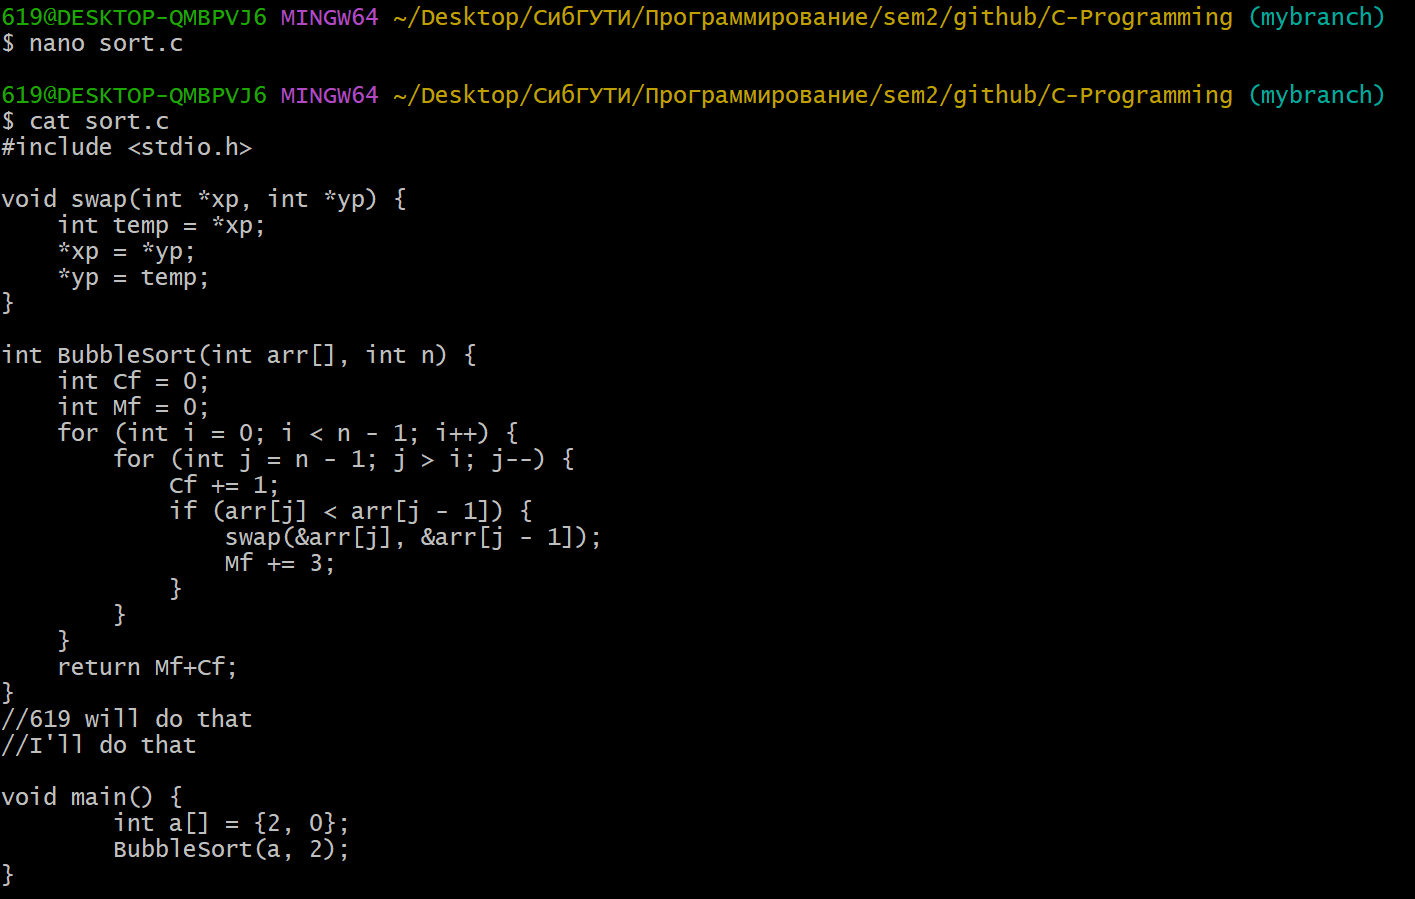 619@DESKTOP-QMBPVJ6 MINGW64 ~/Desktop/СибГУТИ/Программирование/sem2/github/C-Programming (mybranch)
$ nano sort.c

619@DESKTOP-QMBPVJ6 MINGW64 ~/Desktop/СибГУТИ/Программирование/sem2/github/C-Programming (mybranch)
$ cat sort.c
#include <stdio.h>

void swap(int *xp, int *yp) {
    int temp = *xp;
    *xp = *yp;
    *yp = temp;
}

int BubbleSort(int arr[], int n) {
    int Cf = 0;
    int Mf = 0;
    for (int i = 0; i < n - 1; i++) {
        for (int j = n - 1; j > i; j--) {
            Cf += 1;
            if (arr[j] < arr[j - 1]) {
                swap(&arr[j], &arr[j - 1]);
                Mf += 3;
            }
        }
    }
    return Mf+Cf;
}
//619 will do that
//I'll do that

void main() {
        int a[] = {2, 0};
        BubbleSort(a, 2);
}